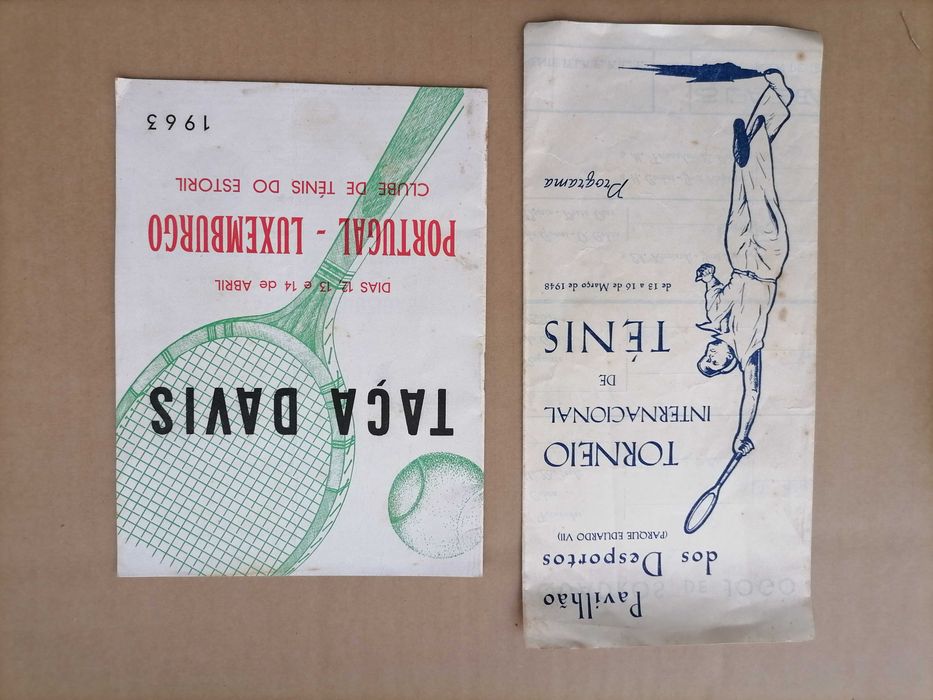 TAÇA DAVIS
DIAS 12, 13 e 14 de ABRIL
PORTUGAL - LUXEMBURGO
CLUBE DE TÉNIS DO ESTORIL
1963
Pavilhão
dos Desportos
(PARQUE EDUARDO VII)
TORNEIO
INTERNACIONAL
DE
TÉNIS
de 13 a 16 de Março de 1948
Programa